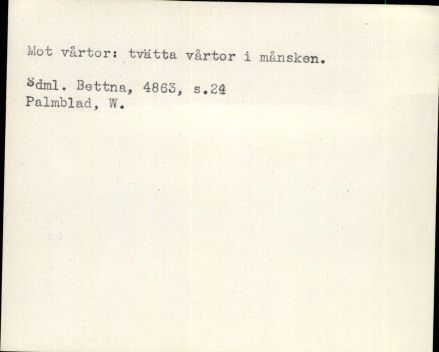 Mot vårtor: tvätta vårtor i månsken.
Sdml. Bettna, 4863, s.24
Palmblad, W.